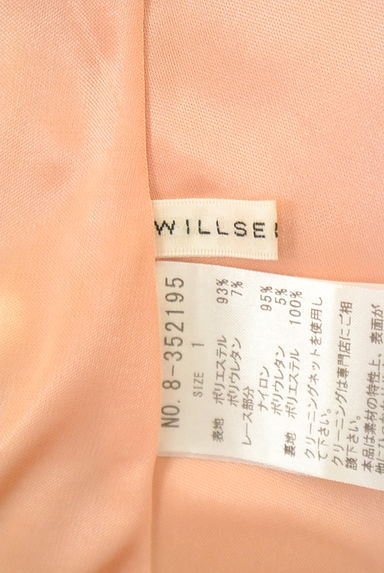 WILLSE
NO. 8-352195
SIZE 1
表地 ポリエステル 93%
ポリウレタン 7%
レース部分
ナイロン 95%
ポリウレタン 5%
裏地 ポリエステル 100%
クリーニングネットを使用し
て下さい。
クリーニングは専門店にご相
談下さい。
本品は素材の特性上、表面が